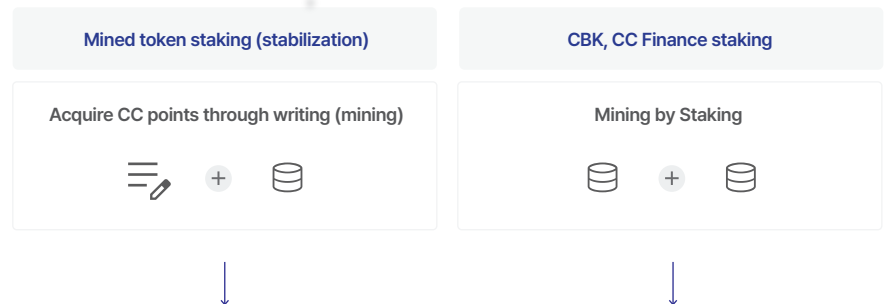 Mined token staking (stabilization)
CBK, CC Finance staking
Acquire CC points through writing (mining)
Mining by Staking